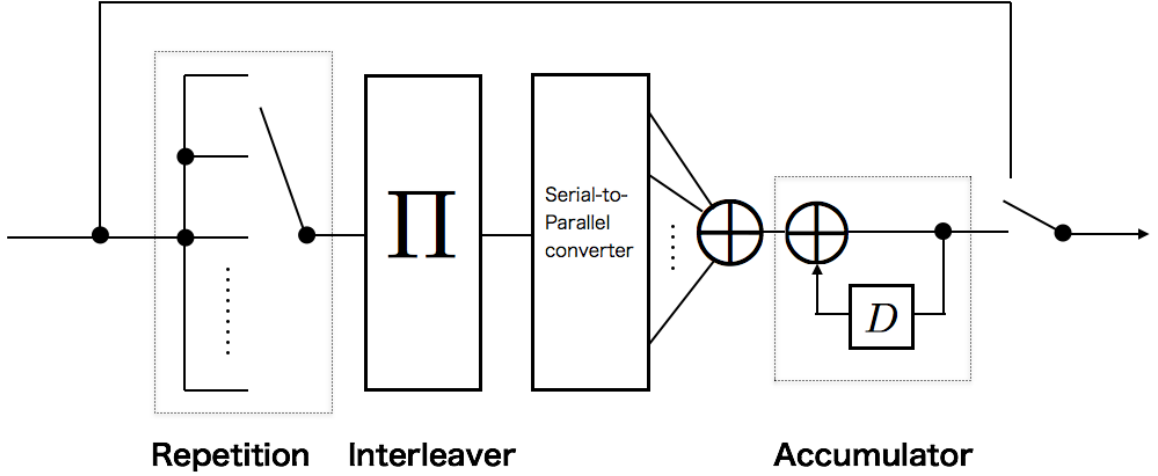 Π
Serial-to-
Parallel
converter
D
Repetition
Interleaver
Accumulator